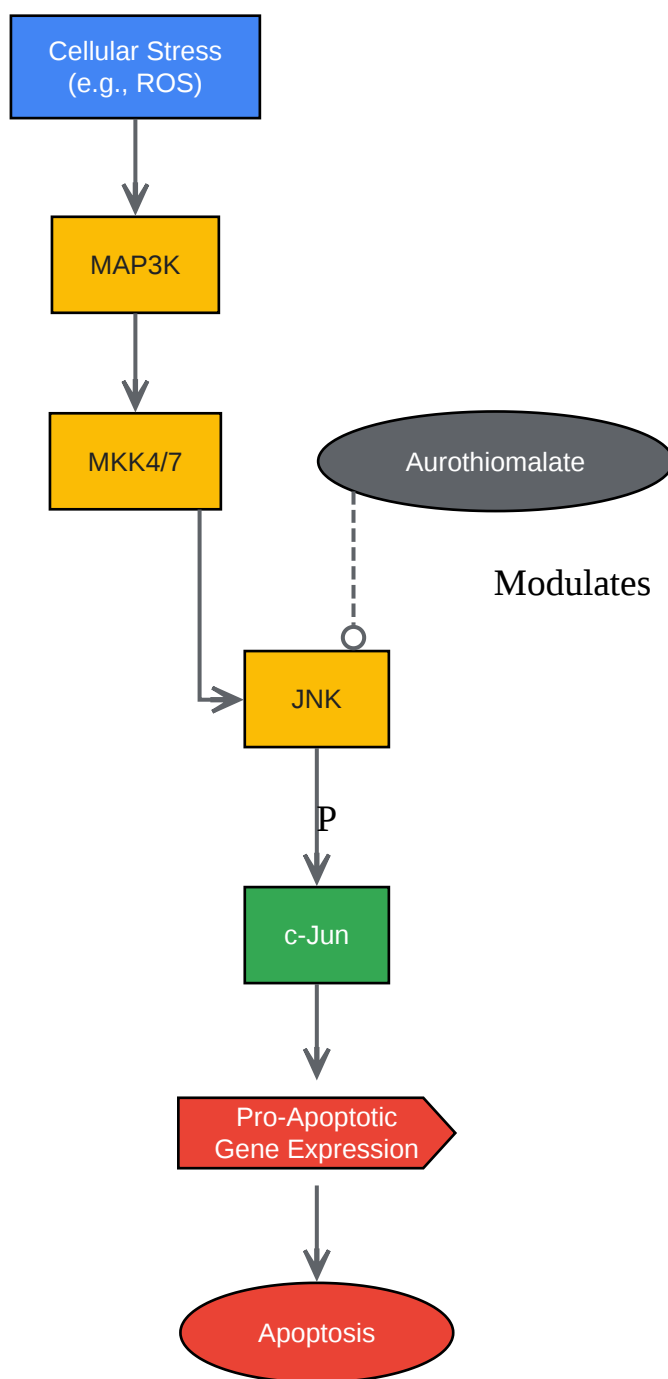 Cellular Stress
(e.g., ROS)
MAP3K
MKK4/7
Aurothiomalate
Modulates
JNK
P
c-Jun
Pro-Apoptotic
Gene Expression
Apoptosis